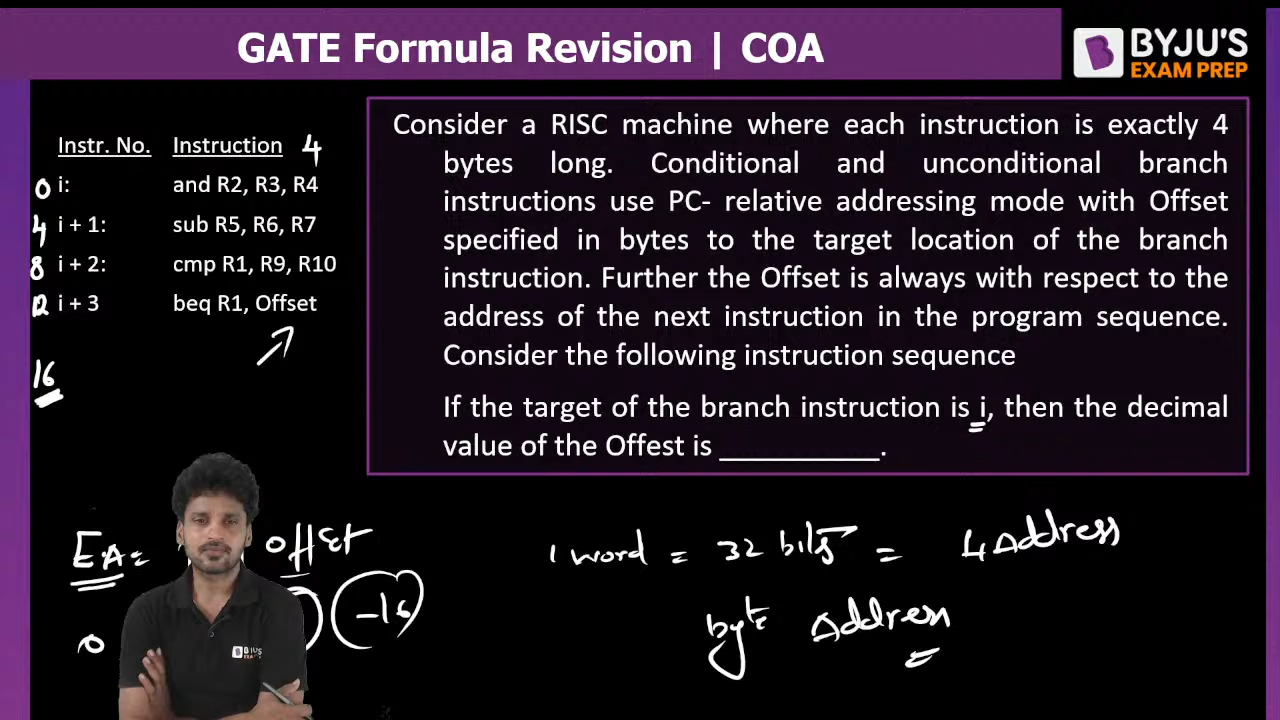 GATE Formula Revision | COA
BYJU'S
EXAM PREP
Instr. No. Instruction 4
0 i: and R2, R3, R4
4 i + 1: sub R5, R6, R7
8 i + 2: cmp R1, R9, R10
12 i + 3 beq R1, Offset
16
Consider a RISC machine where each instruction is exactly 4
bytes long. Conditional and unconditional branch
instructions use PC- relative addressing mode with Offset
specified in bytes to the target location of the branch
instruction. Further the Offset is always with respect to the
address of the next instruction in the program sequence.
Consider the following instruction sequence
If the target of the branch instruction is i, then the decimal
value of the Offest is ___________.
EA = offset
0 -16
1 word = 32 bits = 4 Address
byte Address
BYJU'S
EXAM PREP